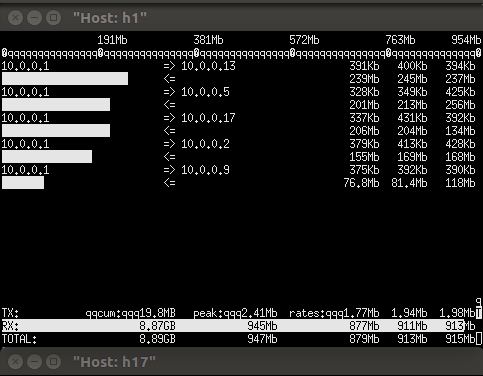 "Host: h1"
191Mb 381Mb 572Mb 763Mb 954Mb
qqqqqqqqqqqqqqqqqqqqqqqqqqqqqqqqqqqqqqqqqqqqqqqqqqqqqqqqqqqqqqqqqqqqqqqqqq
10.0.0.1 => 10.0.0.13 391Kb 400Kb 394Kb
<= 239Mb 245Mb 237Mb
10.0.0.1 => 10.0.0.5 328Kb 349Kb 425Kb
<= 201Mb 213Mb 256Mb
10.0.0.1 => 10.0.0.17 337Kb 431Kb 392Kb
<= 206Mb 204Mb 134Mb
10.0.0.1 => 10.0.0.2 379Kb 413Kb 428Kb
<= 155Mb 169Mb 168Mb
10.0.0.1 => 10.0.0.9 375Kb 392Kb 390Kb
<= 76.8Mb 81.4Mb 118Mb
q
TX: qqcum:qqq19.8MB peak:qqq2.41Mb rates:qqq1.77Mb 1.94Mb 1.98MbT
RX: 8.87GB 945Mb 877Mb 911Mb 913Mb
TOTAL: 8.89GB 947Mb 879Mb 913Mb 915Mb
"Host: h17"